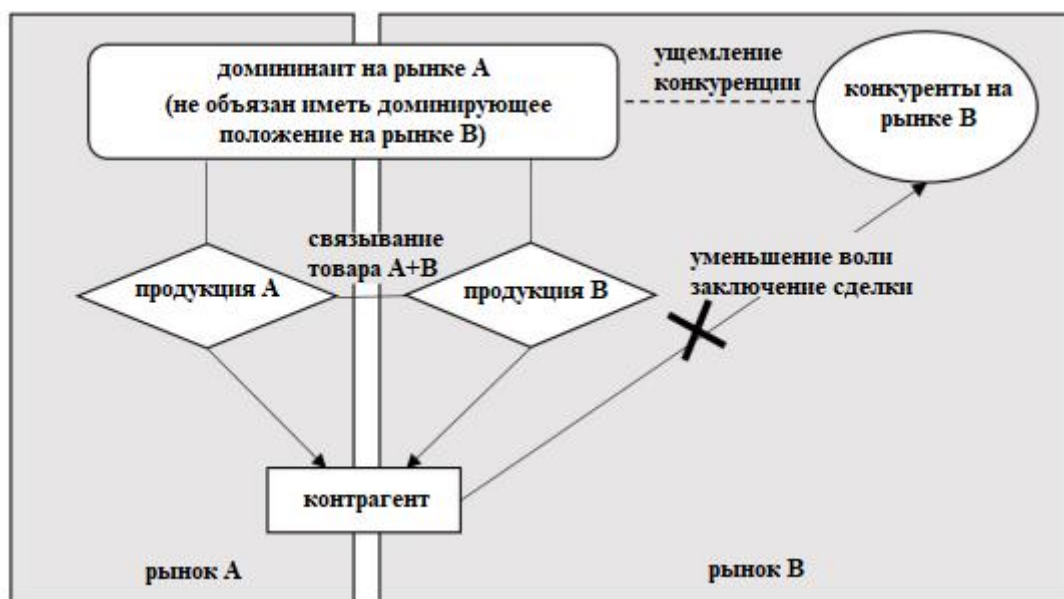 домининаит на рынке А
(не объязан иметь доминирующее
положение на рынке В)
ущемление
конкуренции
конкуренты на
рынке В
связывание
товара А+В
продукция А
продукция В
уменьшение воли
заключение сделки
контрагент
рынок А
рынок В